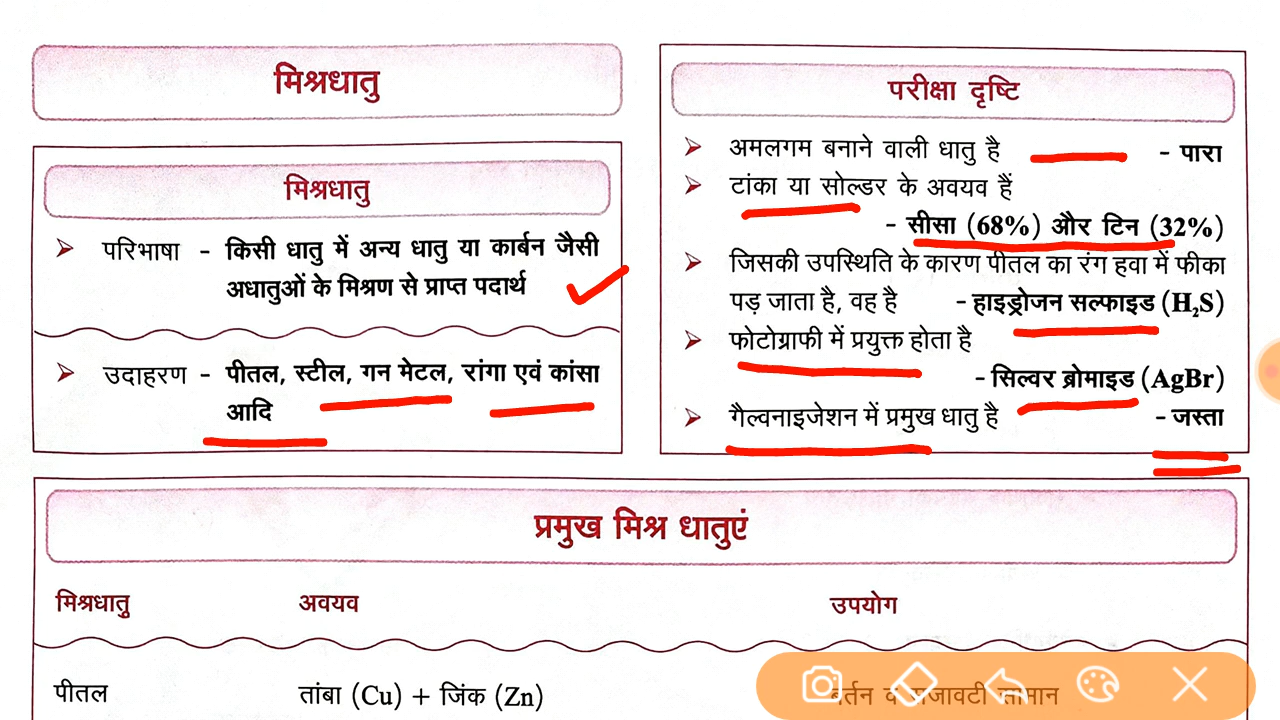 मिश्रधातु
मिश्रधातु
➢ परिभाषा - किसी धातु में अन्य धातु या कार्बन जैसी
अधातुओं के मिश्रण से प्राप्त पदार्थ
➢ उदाहरण - पीतल, स्टील, गन मेटल, रांगा एवं कांसा
आदि
परीक्षा दृष्टि
➢ अमलगम बनाने वाली धातु है - पारा
➢ टांका या सोल्डर के अवयव हैं
- सीसा (68%) और टिन (32%)
➢ जिसकी उपस्थिति के कारण पीतल का रंग हवा में फीका
पड़ जाता है, वह है - हाइड्रोजन सल्फाइड (H₂S)
➢ फोटोग्राफी में प्रयुक्त होता है
- सिल्वर ब्रोमाइड (AgBr)
➢ गैल्वनाइजेशन में प्रमुख धातु है - जस्ता
प्रमुख मिश्र धातुएं
मिश्रधातु अवयव उपयोग
पीतल तांबा (Cu) + जिंक (Zn) बर्तन व